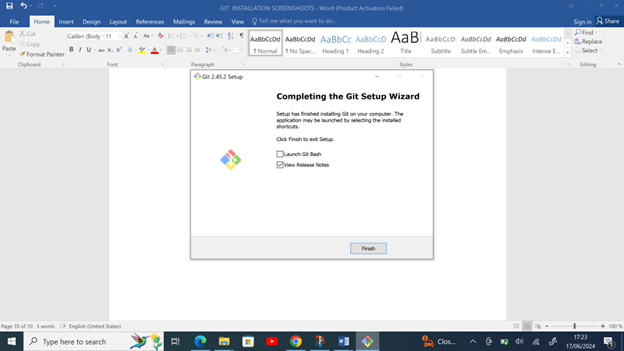 GIT INSTALLATION SCREENSHOTS - Word (Product Activation Failed)
File Home Insert Design Layout References Mailings Review View Tell me what you want to do... Sign in Share
Paste
Cut
Copy
Format Painter
Clipboard
Calibri (Body)
11
B I U abc
Font
Paragraph
AaBbCcDd AaBbCcDd AaBbCc AaBbCcD AaB AaBbCcD AaBbCcDd AaBbCcDd AaBbCcDd
¶ Normal ¶ No Spac... Heading 1 Heading 2 Title Subtitle Subtle Em... Emphasis Intense E...
Styles
Find
Replace
Select
Editing
Git 2.45.2 Setup
Completing the Git Setup Wizard
Setup has finished installing Git on your computer. The
application may be launched by selecting the installed
shortcuts.
Click Finish to exit Setup.
Launch Git Bash
View Release Notes
Finish
Page 10 of 10 3 words English (United States) 100 %
Type here to search
Clos...
17:23
17/06/2024